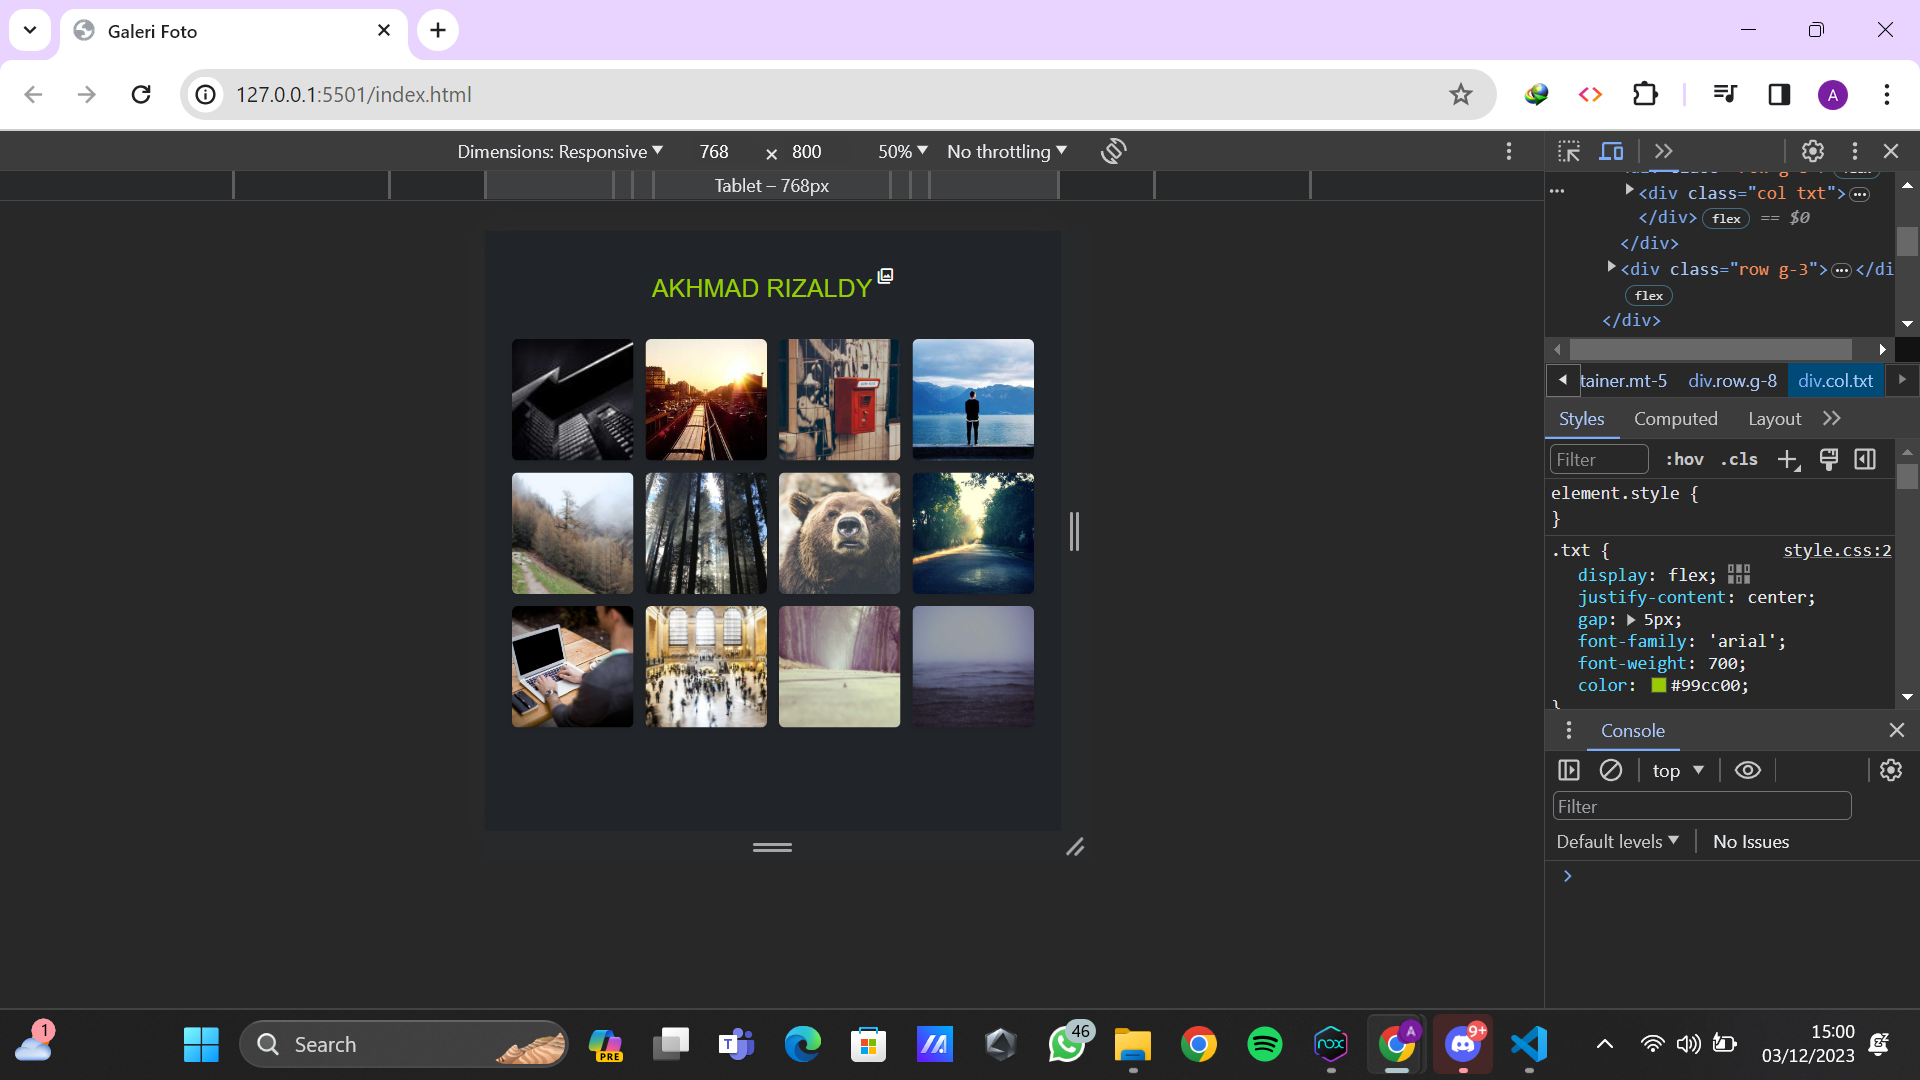 Galeri Foto
127.0.0.1:5501/index.html
A
Dimensions: Responsive 768 × 800 50% No throttling
Tablet – 768px
AKHMAD RIZALDY
<div class="col txt">
</div> flex == $0
</div>
<div class="row g-3"> </di
flex
</div>
tainer.mt-5 div.row.g-8 div.col.txt
Styles Computed Layout
Filter :hov .cls
element.style {
}
.txt { style.css:2
display: flex;
justify-content: center;
gap: 5px;
font-family: 'arial';
font-weight: 700;
color: #99cc00;
}
Console
top
Filter
Default levels No Issues
1
Search
PRE
T
46
nox
A
9+
15:00
03/12/2023